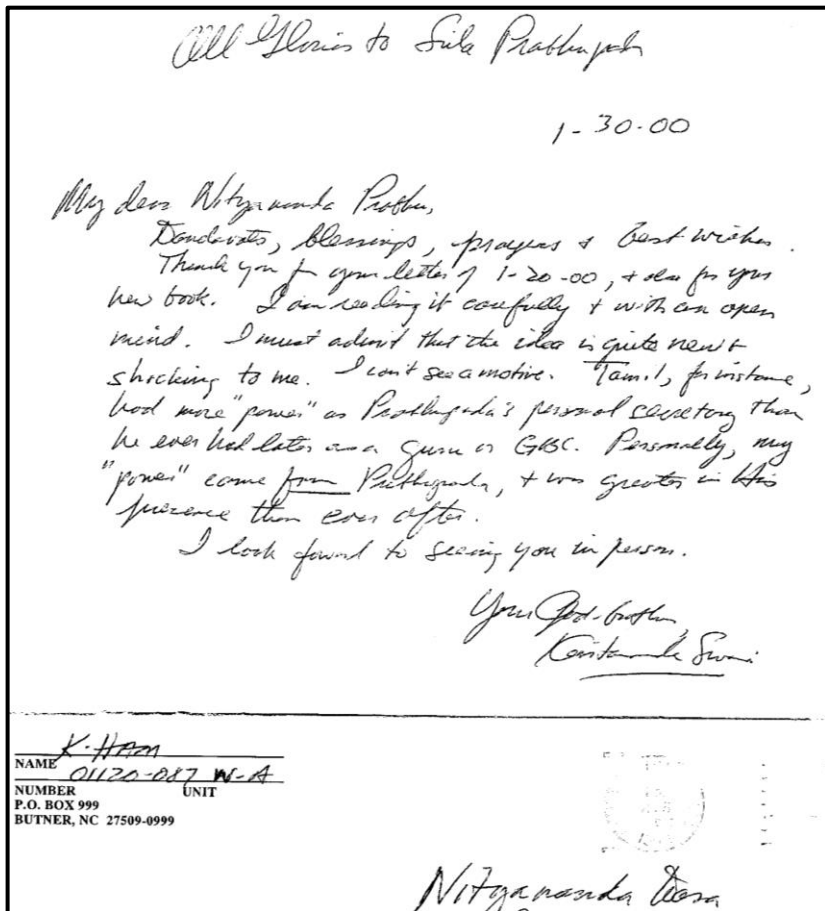 All Glories to Srila Prabhupada
1-30-00
My dear Nityananda Prabhu,
Dandavats, blessings, prayers & best wishes.
Thank you for your letter of 1-20-00, & also for your
new book. I am reading it carefully & with an open
mind. I must admit that the idea is quite new &
shocking to me. I can't see a motive. Tamal, for instance,
had more "power" as Prabhupada's personal secretary than
he ever had later as a guru or GBC. Personally, my
"power" came from Prabhupada, & was greater in His
presence than ever after.
I look forward to seeing you in person.
Your God-brother,
Kirtanananda Swami
K. HAM
NAME
01120-087 W-A
NUMBER UNIT
P.O. BOX 999
BUTNER, NC 27509-0999
Nityananda Dasa